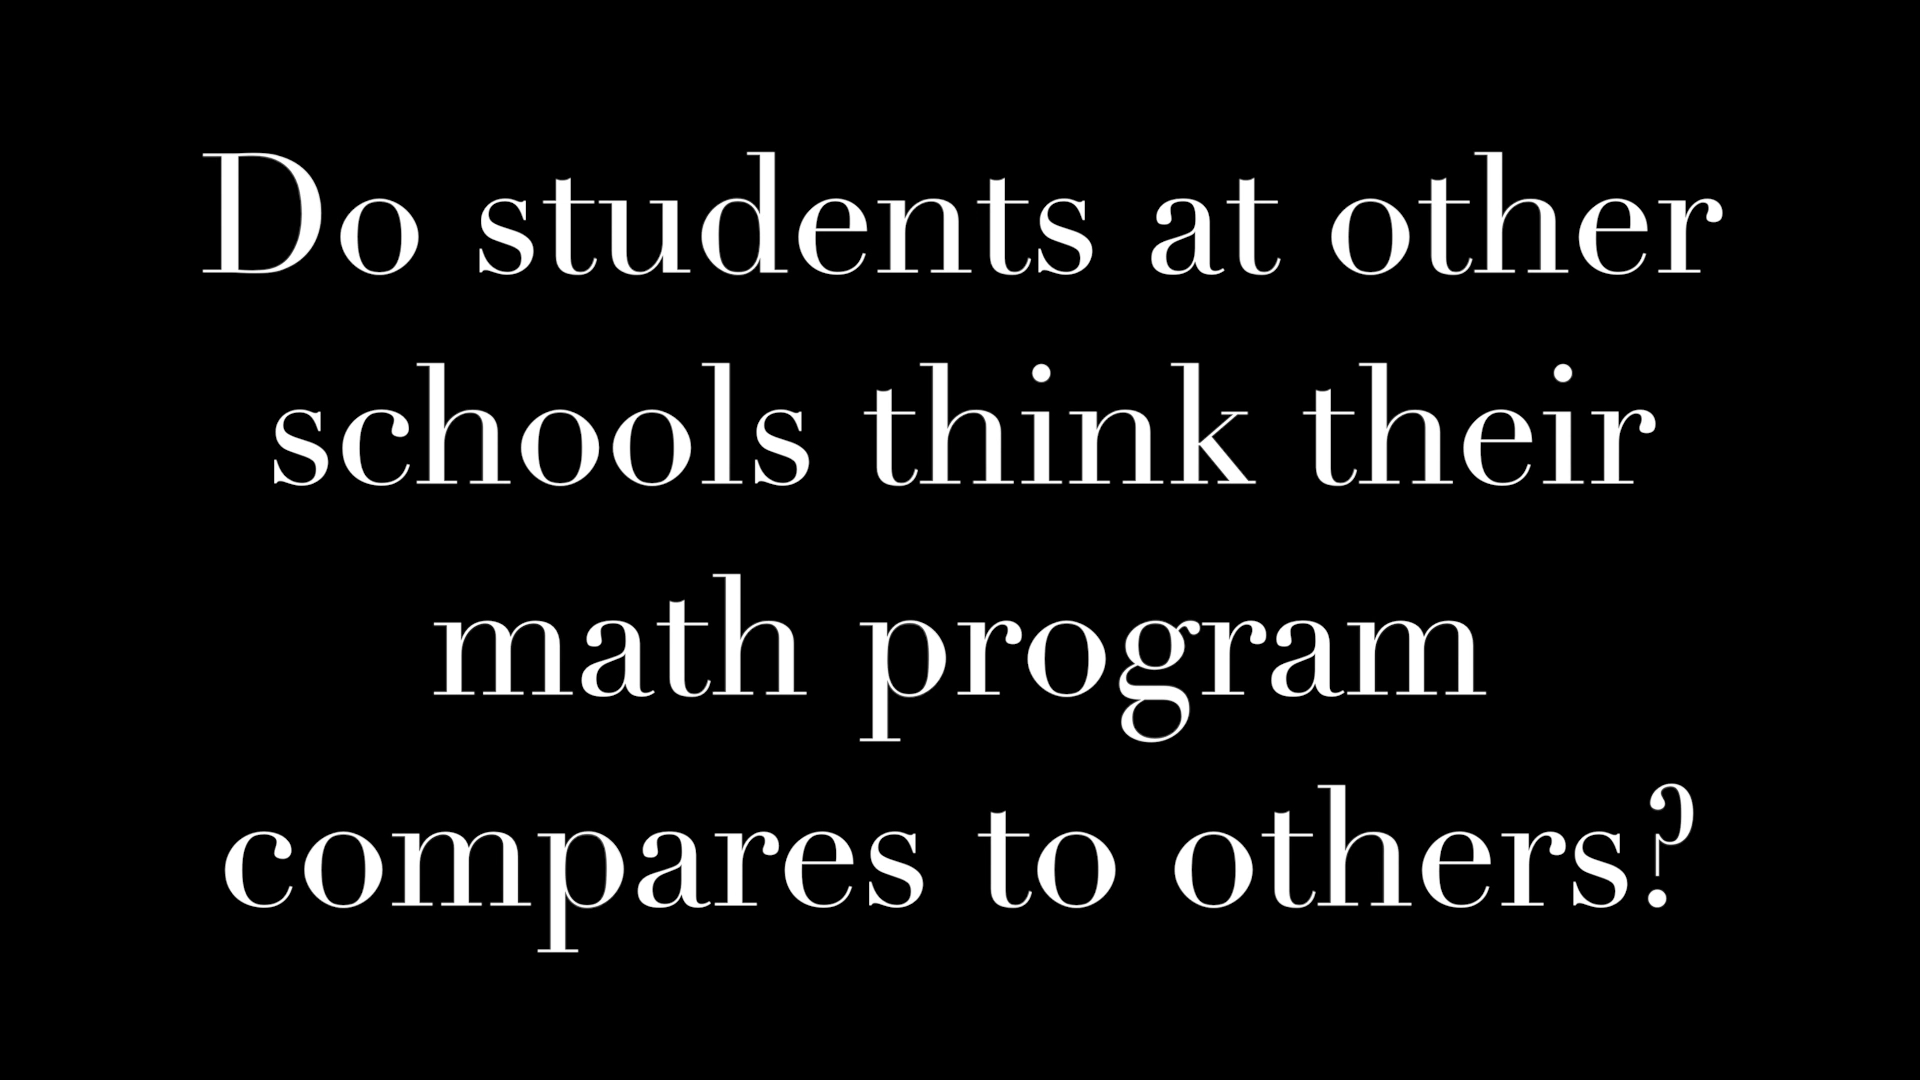 Do students at other
schools think their
math program
compares to others?